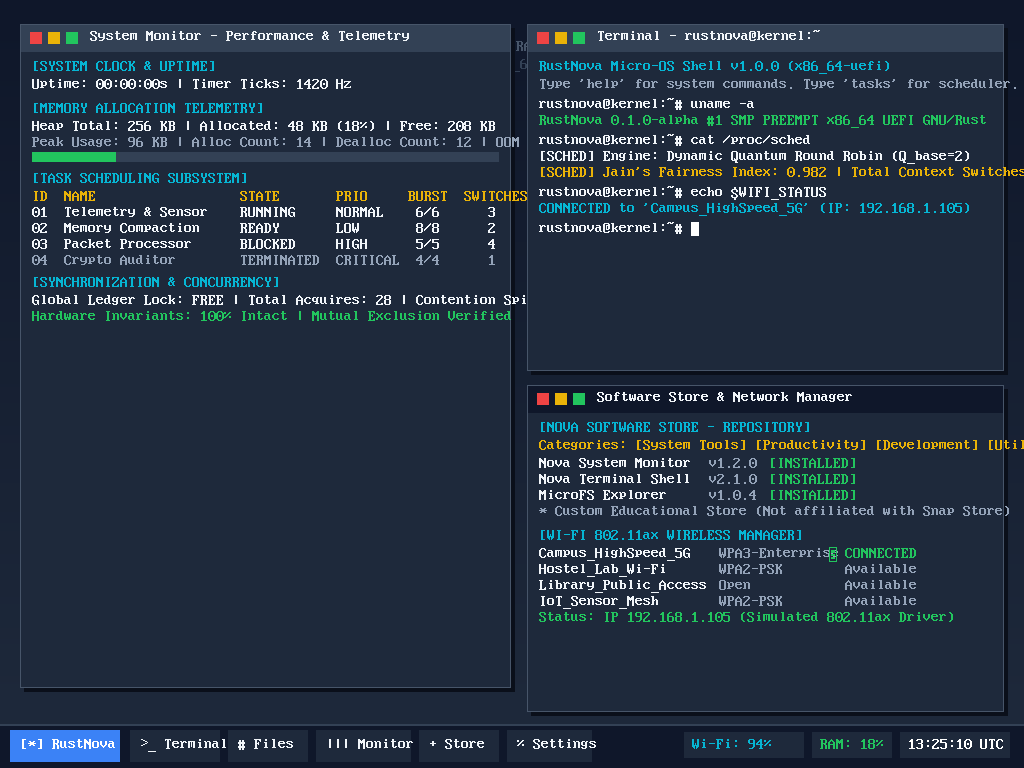 System Monitor - Performance & Telemetry
[SYSTEM CLOCK & UPTIME]
Uptime: 00:00:00s | Timer Ticks: 1420 Hz
[MEMORY ALLOCATION TELEMETRY]
Heap Total: 256 KB | Allocated: 48 KB (18%) | Free: 208 KB
Peak Usage: 96 KB | Alloc Count: 14 | Dealloc Count: 12 | OOM
[TASK SCHEDULING SUBSYSTEM]
ID NAME STATE PRIO BURST SWITCHES
01 Telemetry & Sensor RUNNING NORMAL 6/6 3
02 Memory Compaction READY LOW 8/8 2
03 Packet Processor BLOCKED HIGH 5/5 4
04 Crypto Auditor TERMINATED CRITICAL 4/4 1
[SYNCHRONIZATION & CONCURRENCY]
Global Ledger Lock: FREE | Total Acquires: 28 | Contention Spi
Hardware Invariants: 100% Intact | Mutual Exclusion Verified
Terminal - rustnova@kernel:~
RustNova Micro-OS Shell v1.0.0 (x86_64-uefi)
Type 'help' for system commands. Type 'tasks' for scheduler.
rustnova@kernel:~# uname -a
RustNova 0.1.0-alpha #1 SMP PREEMPT x86_64 UEFI GNU/Rust
rustnova@kernel:~# cat /proc/sched
[SCHED] Engine: Dynamic Quantum Round Robin (Q_base=2)
[SCHED] Jain's Fairness Index: 0.982 | Total Context Switches
rustnova@kernel:~# echo $WIFI_STATUS
CONNECTED to 'Campus_HighSpeed_5G' (IP: 192.168.1.105)
rustnova@kernel:~#
Software Store & Network Manager
[NOVA SOFTWARE STORE - REPOSITORY]
Categories: [System Tools] [Productivity] [Development] [Util
Nova System Monitor v1.2.0 [INSTALLED]
Nova Terminal Shell v2.1.0 [INSTALLED]
MicroFS Explorer v1.0.4 [INSTALLED]
* Custom Educational Store (Not affiliated with Snap Store)
[WI-FI 802.11ax WIRELESS MANAGER]
Campus_HighSpeed_5G WPA3-Enterprise CONNECTED
Hostel_Lab_Wi-Fi WPA2-PSK Available
Library_Public_Access Open Available
IoT_Sensor_Mesh WPA2-PSK Available
Status: IP 192.168.1.105 (Simulated 802.11ax Driver)
[*] RustNova >_ Terminal # Files ||| Monitor + Store % Settings Wi-Fi: 94% RAM: 18% 13:25:10 UTC